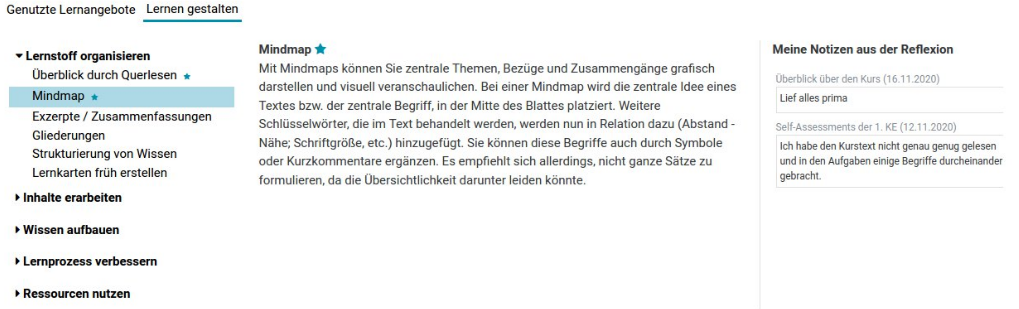 Genutzte Lernangebote Lernen gestalten
Lernstoff organisieren
Überblick durch Querlesen
Mindmap
Exzerpte / Zusammenfassungen
Gliederungen
Strukturierung von Wissen
Lernkarten früh erstellen
Inhalte erarbeiten
Wissen aufbauen
Lernprozess verbessern
Ressourcen nutzen
Mindmap
Mit Mindmaps können Sie zentrale Themen, Bezüge und Zusammengänge grafisch
darstellen und visuell veranschaulichen. Bei einer Mindmap wird die zentrale Idee eines
Textes bzw. der zentrale Begriff, in der Mitte des Blattes platziert. Weitere
Schlüsselwörter, die im Text behandelt werden, werden nun in Relation dazu (Abstand -
Nähe; Schriftgröße, etc.) hinzugefügt. Sie können diese Begriffe auch durch Symbole
oder Kurzkommentare ergänzen. Es empfiehlt sich allerdings, nicht ganze Sätze zu
formulieren, da die Übersichtlichkeit darunter leiden könnte.
Meine Notizen aus der Reflexion
Überblick über den Kurs (16.11.2020)
Lief alles prima
Self-Assessments der 1. KE (12.11.2020)
Ich habe den Kurstext nicht genau genug gelesen
und in den Aufgaben einige Begriffe durcheinander
gebracht.